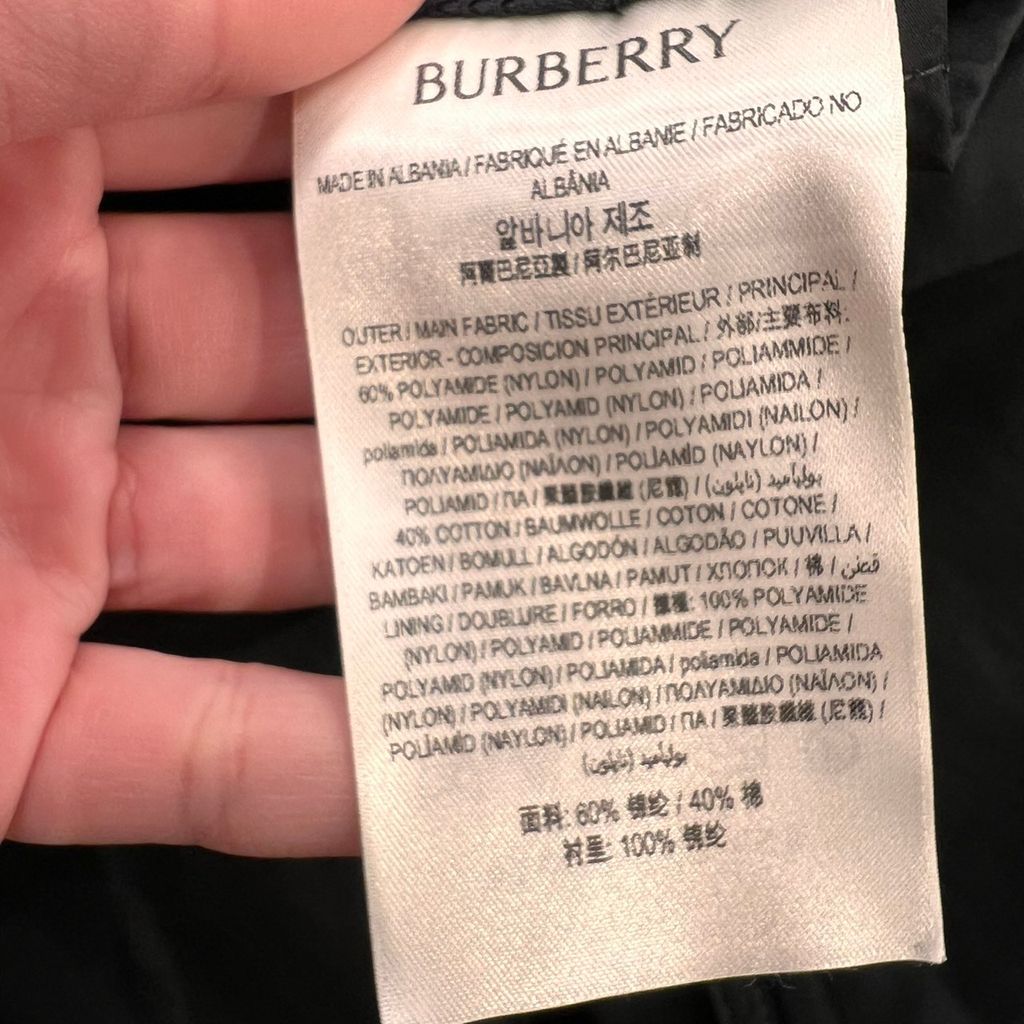 BURBERRY
MADE IN ALBANIA / FABRIQUÉ EN ALBANIE / FABRICADO NO
ALBÂNIA
알바니아 제조
阿爾巴尼亞製 / 阿尔巴尼亚制
OUTER / MAIN FABRIC / TISSU EXTÉRIEUR / PRINCIPAL /
EXTERIOR - COMPOSICION PRINCIPAL / 外部/主要布料:
60% POLYAMIDE (NYLON) / POLYAMID / POLIAMMIDE /
POLYAMIDE / POLYAMID (NYLON) / POLIAMIDA /
poliamida / POLIAMIDA (NYLON) / POLYAMIDI (NAILON) /
ΠΟΛΥΑΜΙΔΙΟ (ΝΑΪΛΟΝ) / POLİAMİD (NAYLON) /
POLIAMID / ПА / 聚醯胺纖維 (尼龍) / بولياميد (نايلون)
40% COTTON / BAUMWOLLE / COTON / COTONE /
KATOEN / BOMULL / ALGODÓN / ALGODÃO / PUUVILLA /
BAMBAKI / PAMUK / BAVLNA / PAMUT / ХЛОПОК / 棉 / قطن
LINING / DOUBLURE / FORRO / 裡: 100% POLYAMIDE
(NYLON) / POLYAMID / POLIAMMIDE / POLYAMIDE /
POLYAMID (NYLON) / POLIAMIDA / poliamida / POLIAMIDA
(NYLON) / POLYAMIDI (NAILON) / ΠΟΛΥΑΜΙΔΙΟ (ΝΑΪΛΟΝ) /
POLİAMİD (NAYLON) / POLIAMID / ПА / 聚醯胺纖維 (尼龍) /
بولياميد (نايلون)
面料: 60% 锦纶 / 40% 棉
衬里: 100% 锦纶